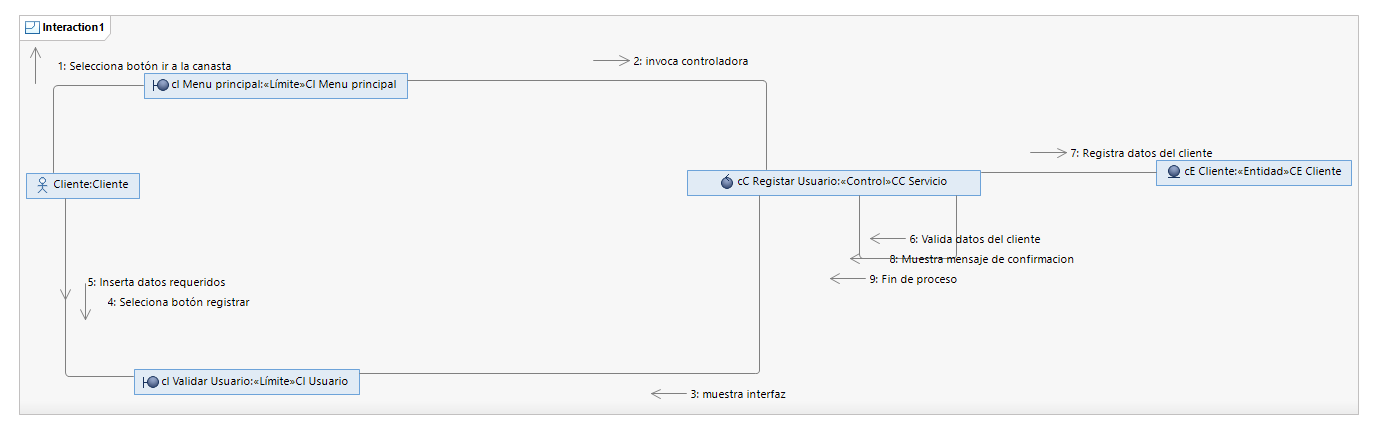 Interaction1
1: Selecciona botón ir a la canasta
2: invoca controladora
cI Menu principal:«Límite»CI Menu principal
7: Registra datos del cliente
cE Cliente:«Entidad»CE Cliente
Cliente:Cliente
cC Registar Usuario:«Control»CC Servicio
6: Valida datos del cliente
8: Muestra mensaje de confirmacion
9: Fin de proceso
5: Inserta datos requeridos
4: Seleciona botón registrar
cI Validar Usuario:«Límite»CI Usuario
3: muestra interfaz